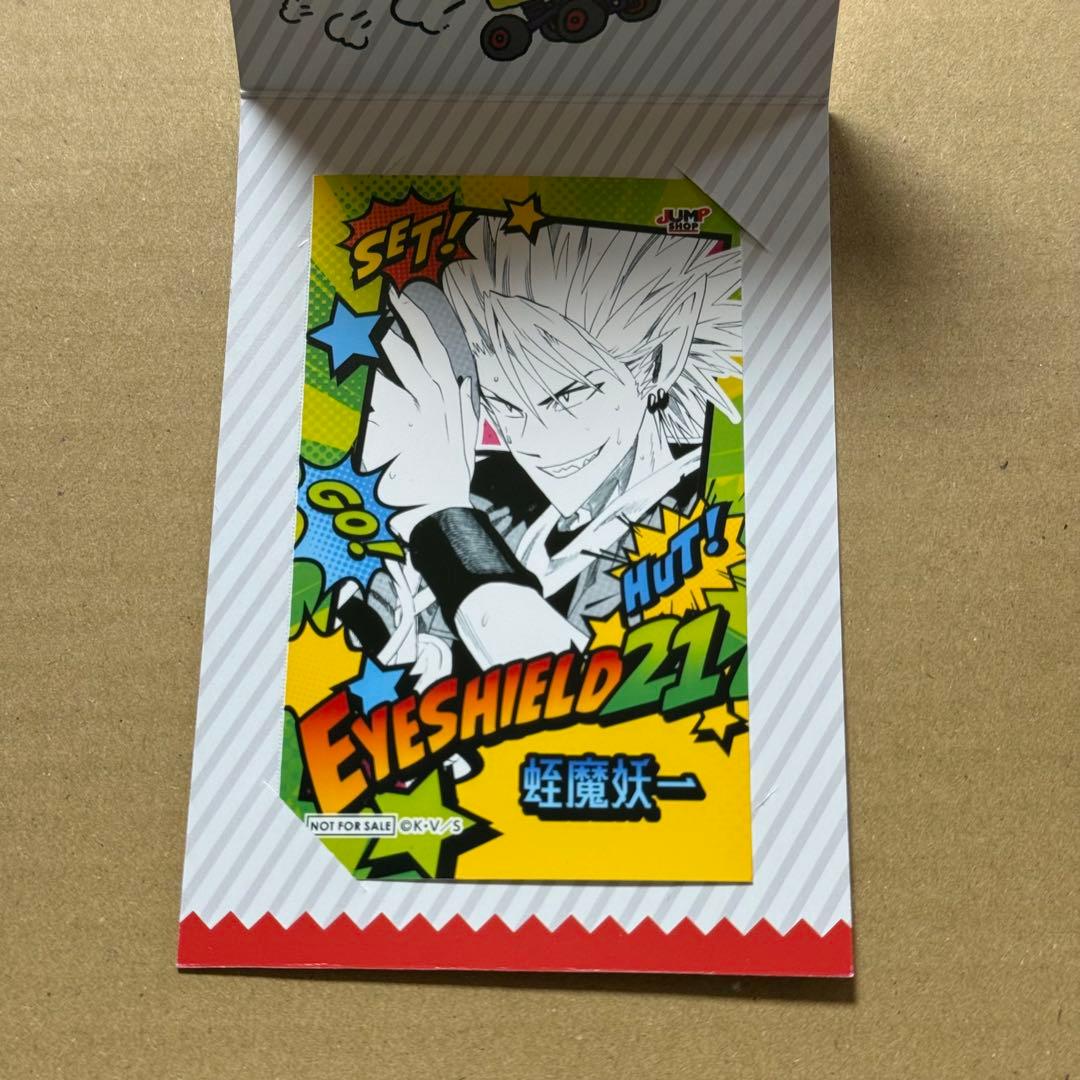 SET!
JUMP
SHOP
GO!
HUT!
EYESHIELD21
蛭魔妖一
NOT FOR SALE ©K・V/S